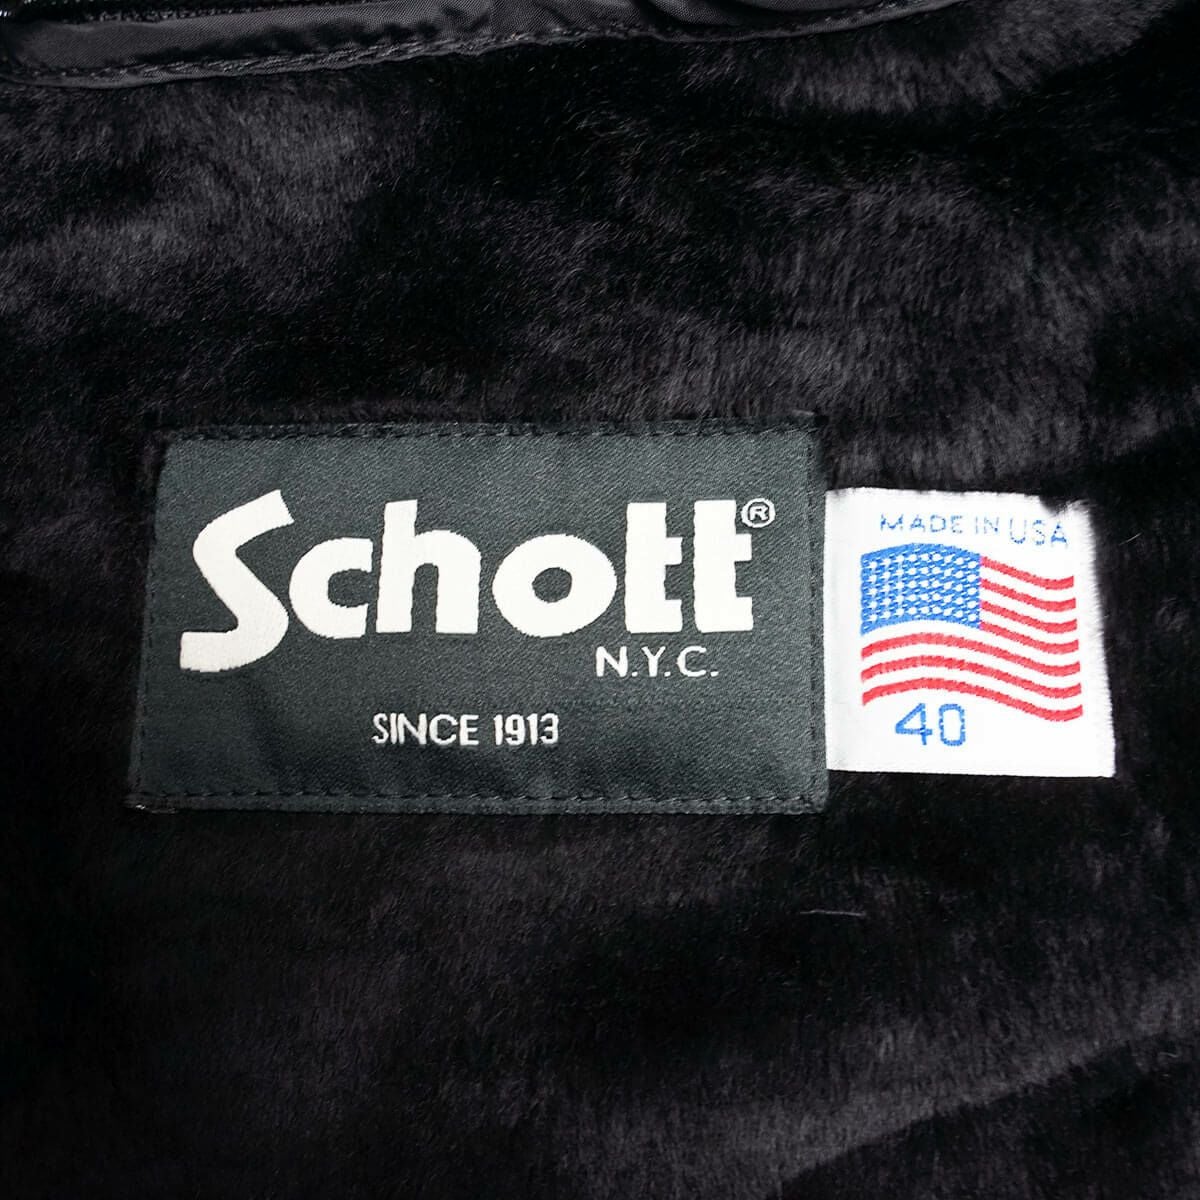 Schott®
N.Y.C.
SINCE 1913
MADE IN USA
40